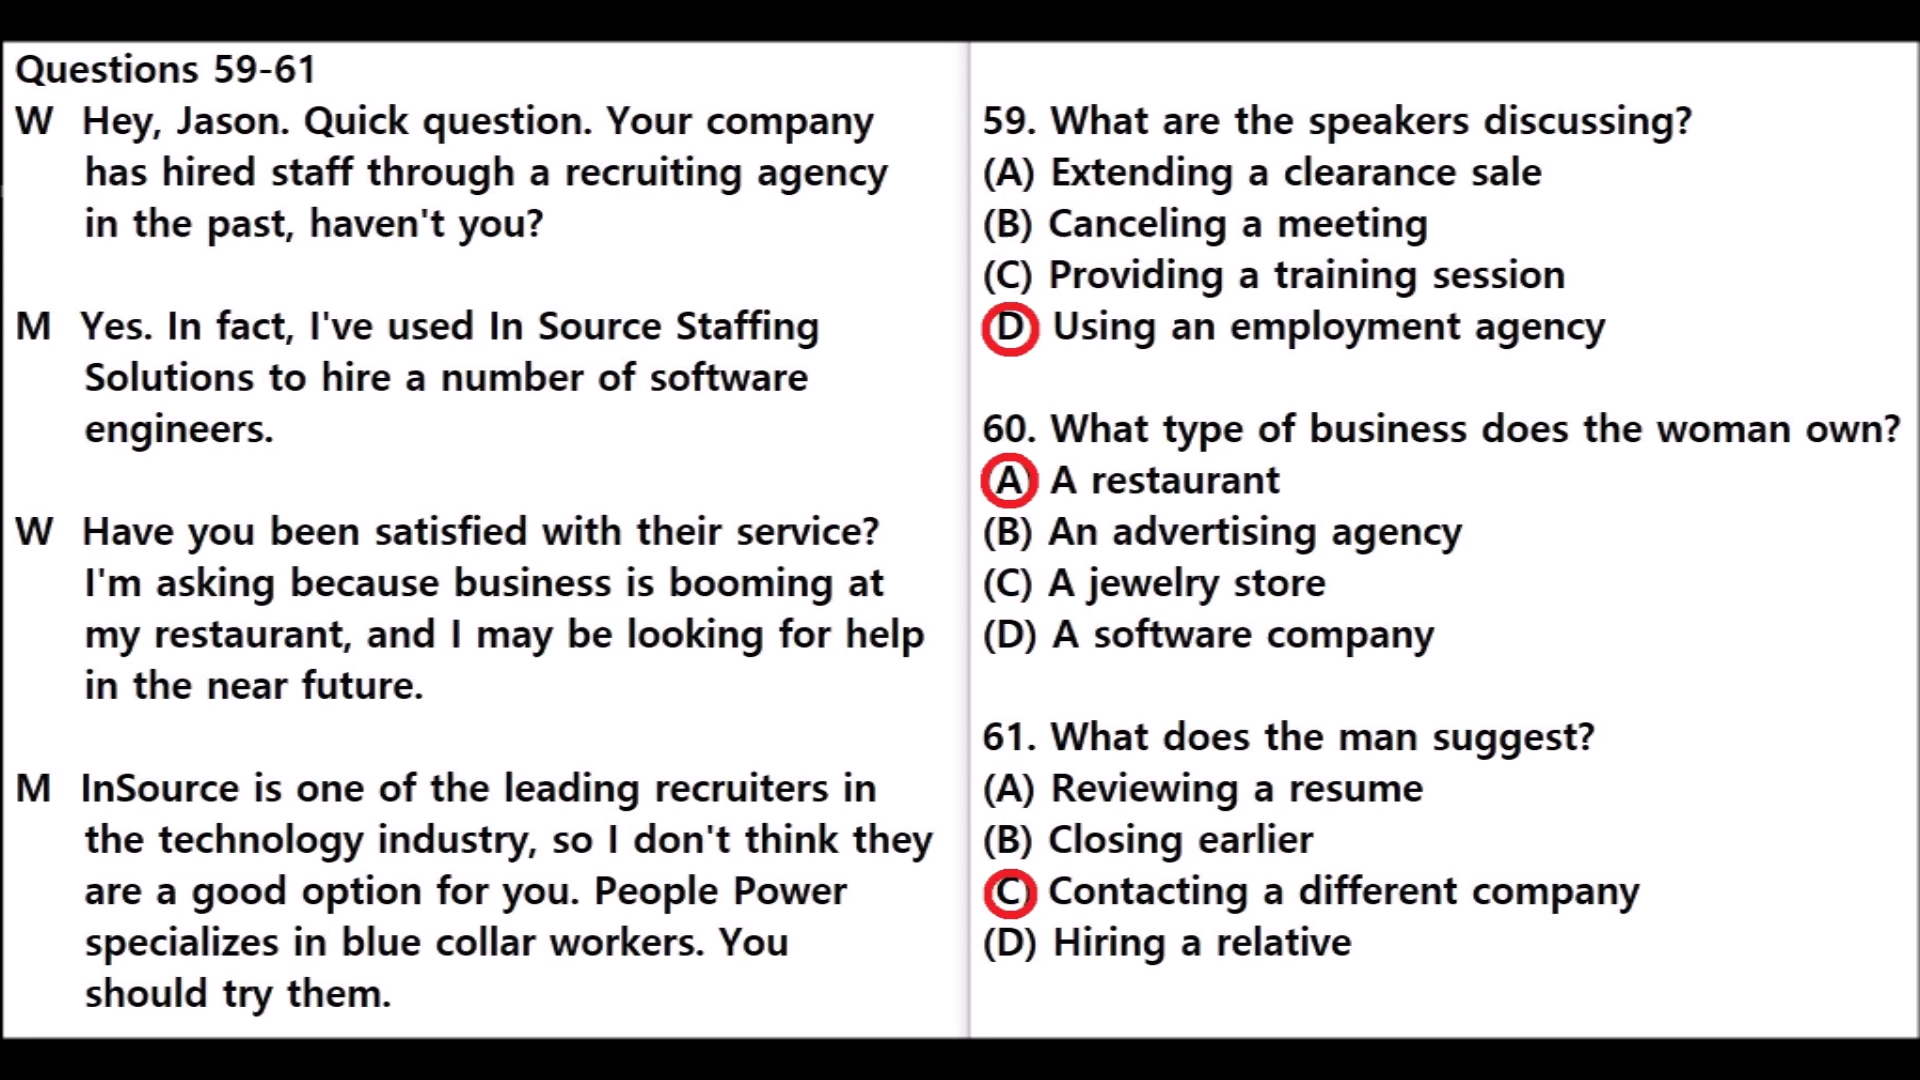 Questions 59-61
W Hey, Jason. Quick question. Your company
has hired staff through a recruiting agency
in the past, haven't you?
M Yes. In fact, I've used In Source Staffing
Solutions to hire a number of software
engineers.
W Have you been satisfied with their service?
I'm asking because business is booming at
my restaurant, and I may be looking for help
in the near future.
M InSource is one of the leading recruiters in
the technology industry, so I don't think they
are a good option for you. People Power
specializes in blue collar workers. You
should try them.
59. What are the speakers discussing?
(A) Extending a clearance sale
(B) Canceling a meeting
(C) Providing a training session
(D) Using an employment agency
60. What type of business does the woman own?
(A) A restaurant
(B) An advertising agency
(C) A jewelry store
(D) A software company
61. What does the man suggest?
(A) Reviewing a resume
(B) Closing earlier
(C) Contacting a different company
(D) Hiring a relative